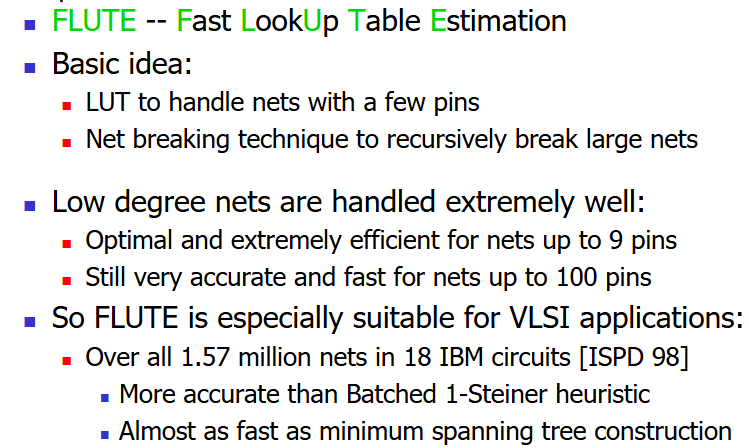 FLUTE -- Fast LookUp Table Estimation
Basic idea:
LUT to handle nets with a few pins
Net breaking technique to recursively break large nets
Low degree nets are handled extremely well:
Optimal and extremely efficient for nets up to 9 pins
Still very accurate and fast for nets up to 100 pins
So FLUTE is especially suitable for VLSI applications:
Over all 1.57 million nets in 18 IBM circuits [ISPD 98]
More accurate than Batched 1-Steiner heuristic
Almost as fast as minimum spanning tree construction